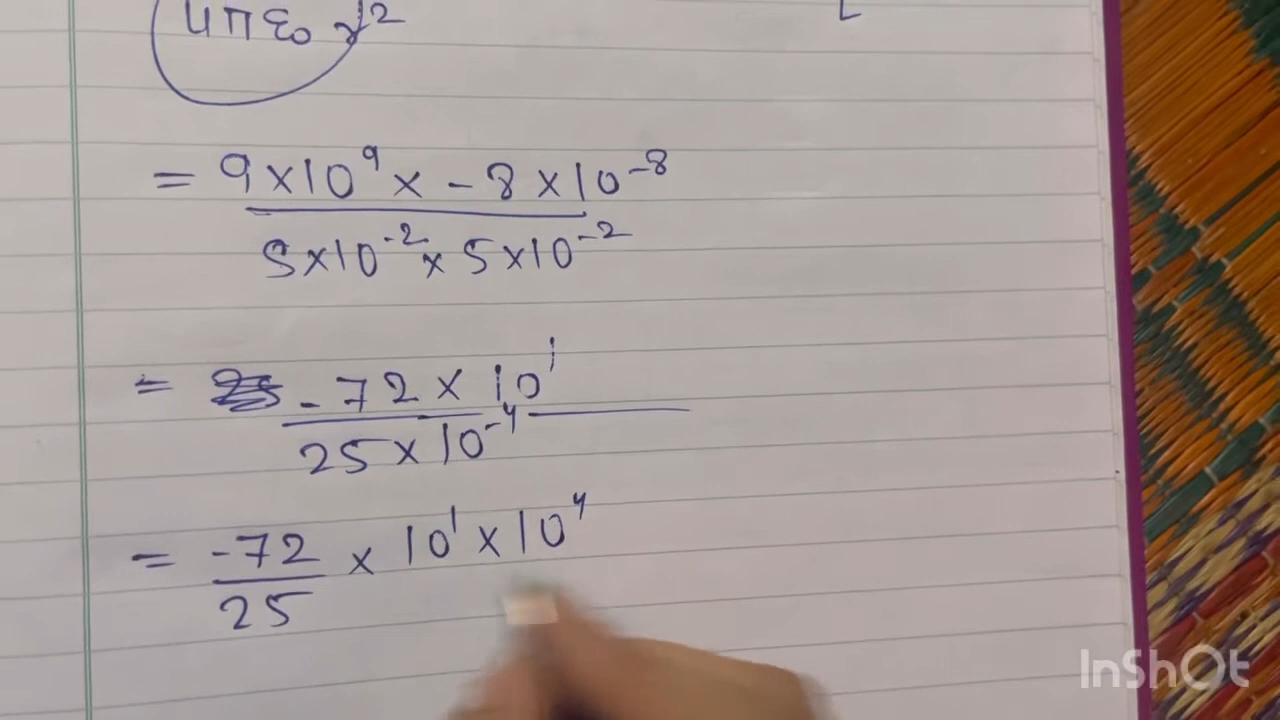 4πε₀ r²
= 9×10⁹ × -8×10⁻⁸
5×10⁻² × 5×10⁻²
= -72 × 10¹
25×10⁻⁴
= -72 × 10¹ × 10⁴
25
InShOt